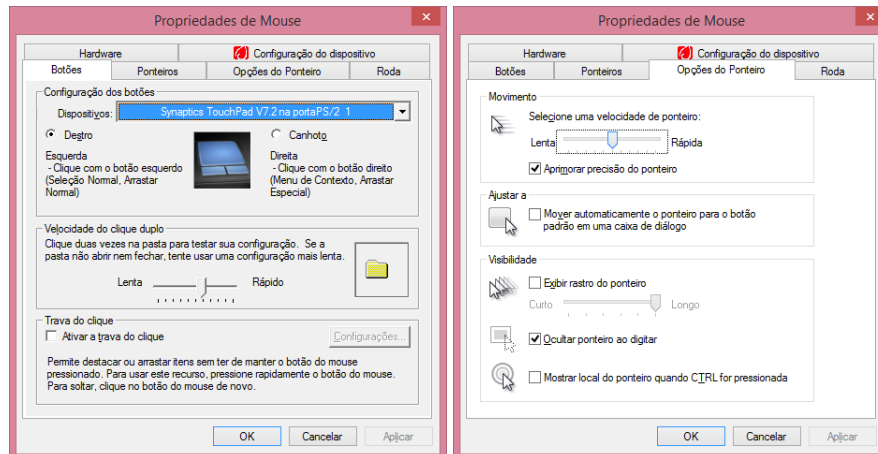 Propriedades de Mouse
Hardware
Configuração do dispositivo
Botões
Ponteiros
Opções do Ponteiro
Roda
Configuração dos botões
Dispositivos:
Synaptics TouchPad V7.2 na portaPS/2 1
Destro
Canhoto
Esquerda
- Clique com o botão esquerdo
(Seleção Normal, Arrastar
Normal)
Direita
- Clique com o botão direito
(Menu de Contexto, Arrastar
Especial)
Velocidade do clique duplo
Clique duas vezes na pasta para testar sua configuração. Se a
pasta não abrir nem fechar, tente usar uma configuração mais lenta.
Lenta
Rápido
Trava do clique
Ativar a trava do clique
Configurações...
Permite destacar ou arrastar itens sem ter de manter o botão do mouse
pressionado. Para usar este recurso, pressione rapidamente o botão do mouse.
Para soltar, clique no botão do mouse de novo.
OK
Cancelar
Aplicar
Propriedades de Mouse
Hardware
Configuração do dispositivo
Botões
Ponteiros
Opções do Ponteiro
Roda
Movimento
Selecione uma velocidade de ponteiro:
Lenta
Rápida
Aprimorar precisão do ponteiro
Ajustar a
Mover automaticamente o ponteiro para o botão
padrão em uma caixa de diálogo
Visibilidade
Exibir rastro do ponteiro
Curto
Longo
Ocultar ponteiro ao digitar
Mostrar local do ponteiro quando CTRL for pressionada
OK
Cancelar
Aplicar